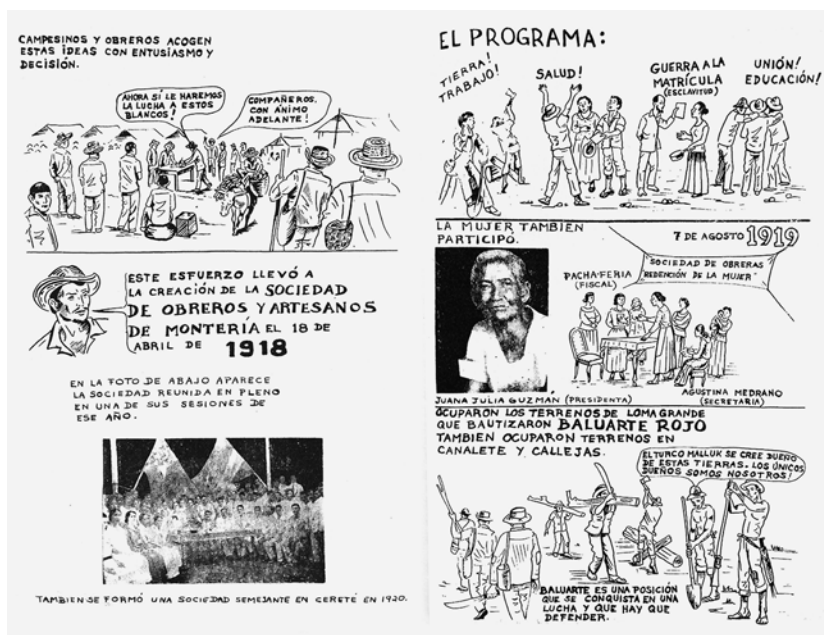 CAMPESINOS Y OBREROS ACOGEN
ESTAS IDEAS CON ENTUSIASMO Y
DECISIÓN.
¡AHORA SÍ LE HAREMOS
LA LUCHA A ESTOS
BLANCOS!
¡COMPAÑEROS,
CON ÁNIMO
ADELANTE!
ESTE ESFUERZO LLEVÓ A
LA CREACIÓN DE LA SOCIEDAD
DE OBREROS Y ARTESANOS
DE MONTERÍA EL 18 DE
ABRIL DE 1918
EN LA FOTO DE ABAJO APARECE
LA SOCIEDAD REUNIDA EN PLENO
EN UNA DE SUS SESIONES DE
ESE AÑO.
TAMBIEN SE FORMÓ UNA SOCIEDAD SEMEJANTE EN CERETÉ EN 1920.
EL PROGRAMA:
TIERRA!
TRABAJO!
SALUD!
GUERRA A LA
MATRÍCULA
(ESCLAVITUD)
UNIÓN!
EDUCACIÓN!
LA MUJER TAMBIEN
PARTICIPÓ.
7 DE AGOSTO 1919
"SOCIEDAD DE OBRERAS
REDENCIÓN DE LA MUJER"
PACHA FERIA
(FISCAL)
JUANA JULIA GUZMÁN (PRESIDENTA)
AGUSTINA MEDRANO
(SECRETARIA)
OCUPARON LOS TERRENOS DE LOMA GRANDE
QUE BAUTIZARON BALUARTE ROJO
TAMBIEN OCUPARON TERRENOS EN
CANALETE Y CALLEJAS.
EL TURCO MALLUK SE CREE DUEÑO
DE ESTAS TIERRAS. LOS ÚNICOS
DUEÑOS SOMOS NOSOTROS!
BALUARTE ES UNA POSICIÓN
QUE SE CONQUISTA EN UNA
LUCHA Y QUE HAY QUE
DEFENDER.